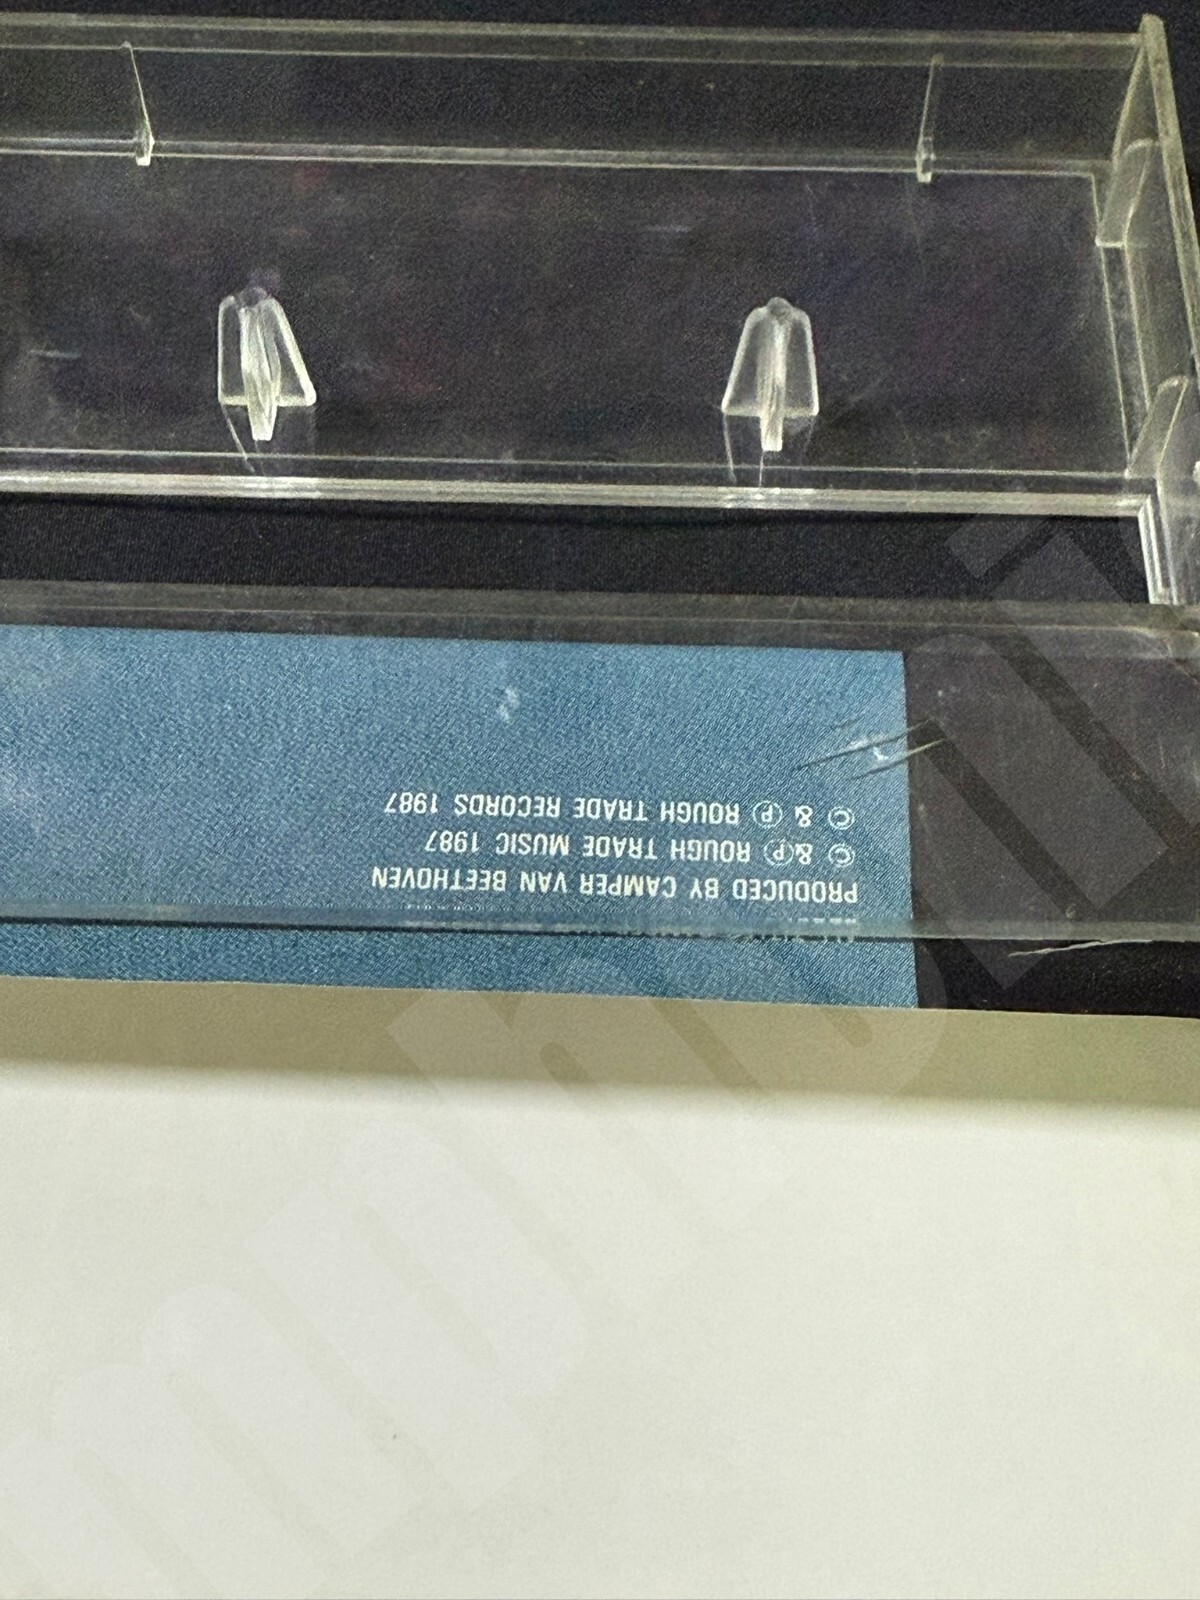 PRODUCED BY CAMPER VAN BEETHOVEN
Ⓒ &Ⓟ ROUGH TRADE MUSIC 1987
Ⓒ & Ⓟ ROUGH TRADE RECORDS 1987